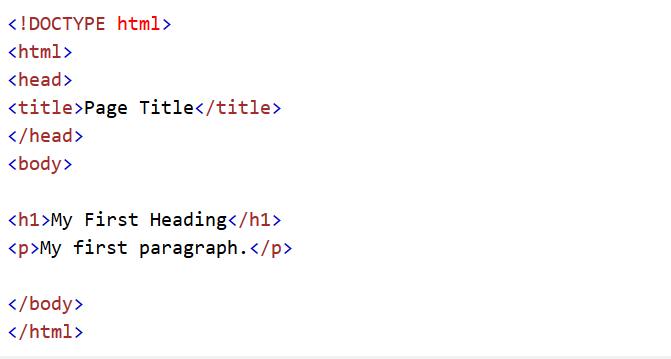 <!DOCTYPE html>
<html>
<head>
<title>Page Title</title>
</head>
<body>
<h1>My First Heading</h1>
<p>My first paragraph.</p>
</body>
</html>